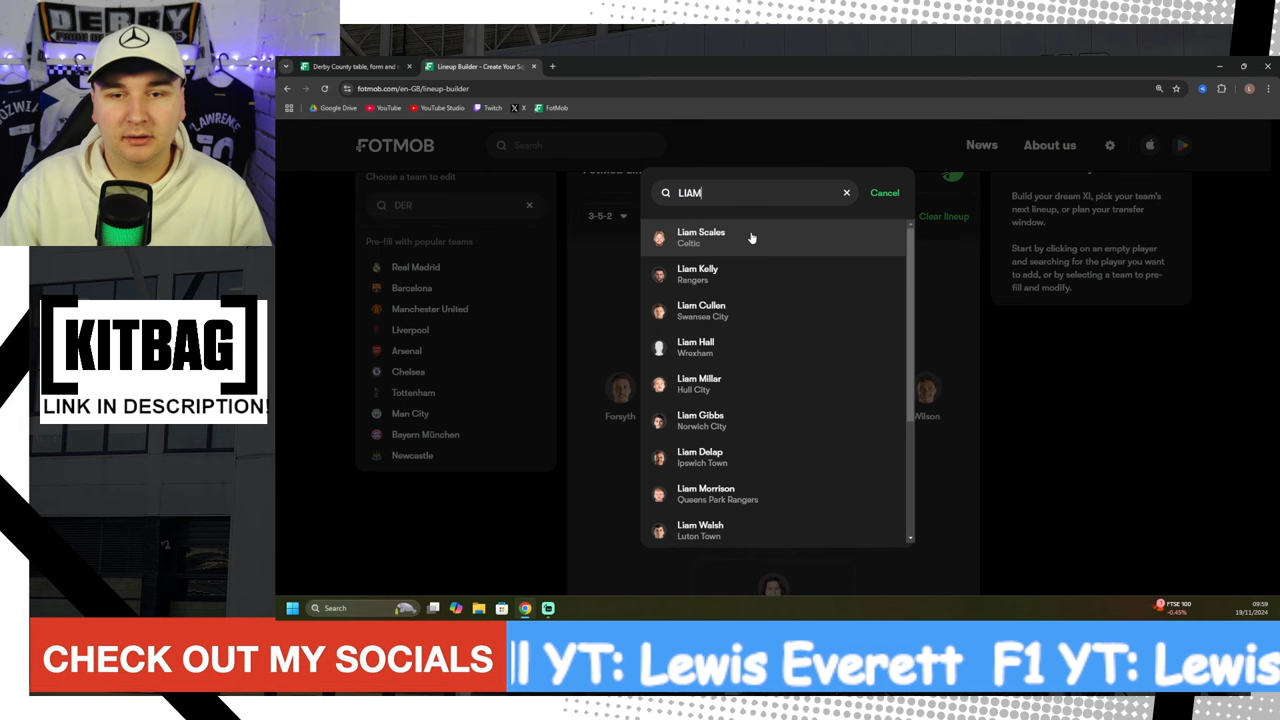 DERBY
PRIDE OF
JÓŹWIAK
LAWRENCE
10
Derby County table, form and
Lineup Builder - Create Your
fotmob.com/en-GB/lineup-builder
Google Drive
YouTube
YouTube Studio
Twitch
X
FotMob
FOTMOB
Search
News
About us
Choose a team to edit
DER
Pre-fill with popular teams
Real Madrid
Barcelona
Manchester United
Liverpool
Arsenal
Chelsea
Tottenham
Man City
Bayern München
Newcastle
3-5-2
Clear lineup
Forsyth
Wilson
LIAM
Cancel
Liam Scales
Celtic
Liam Kelly
Rangers
Liam Cullen
Swansea City
Liam Hall
Wrexham
Liam Millar
Hull City
Liam Gibbs
Norwich City
Liam Delap
Ipswich Town
Liam Morrison
Queens Park Rangers
Liam Walsh
Luton Town
Build your dream XI, pick your
team's next lineup, or plan your transfer
window.
Start by clicking on an empty player
and searching for the player you want
to add, or by selecting a team to pre-
fill and modify.
[KITBAG]
LINK IN DESCRIPTION!
Search
FTSE 100
-0.45%
09:59
19/11/2024
CHECK OUT MY SOCIALS
ll YT: Lewis Everett F1 YT: Lewis